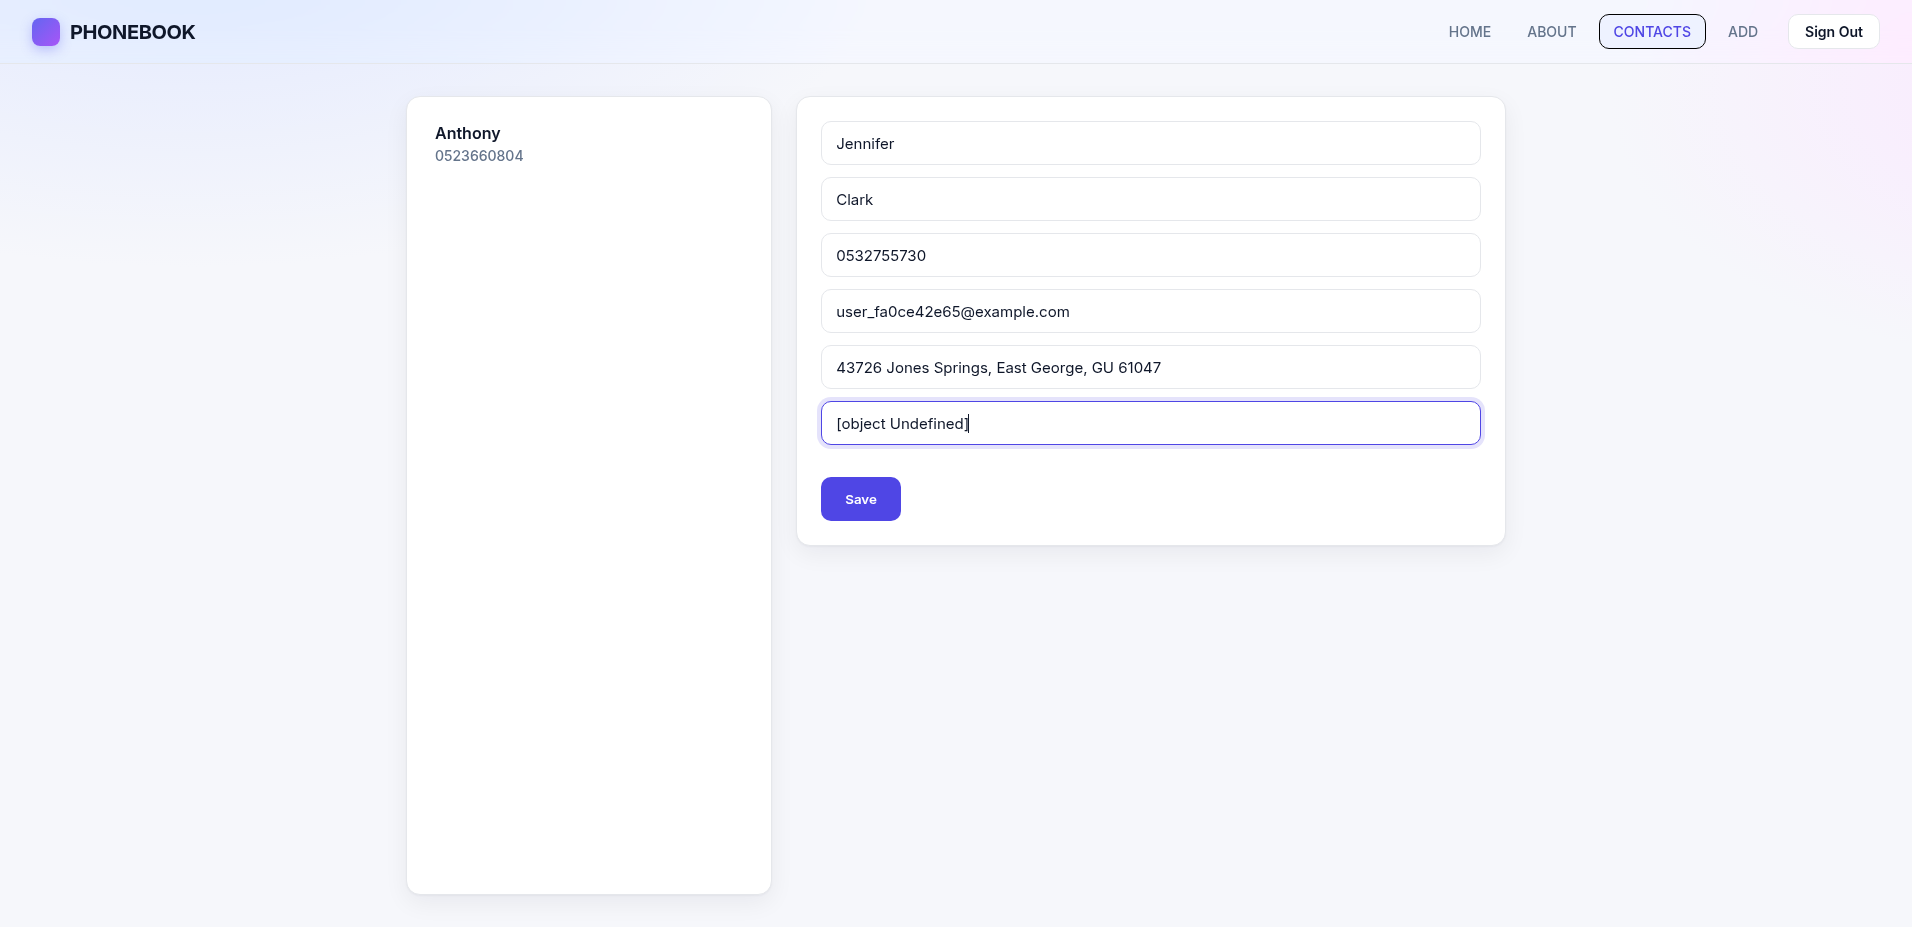 PHONEBOOK
HOME ABOUT CONTACTS ADD Sign Out
Anthony
0523660804
Jennifer
Clark
0532755730
user_fa0ce42e65@example.com
43726 Jones Springs, East George, GU 61047
[object Undefined]
Save